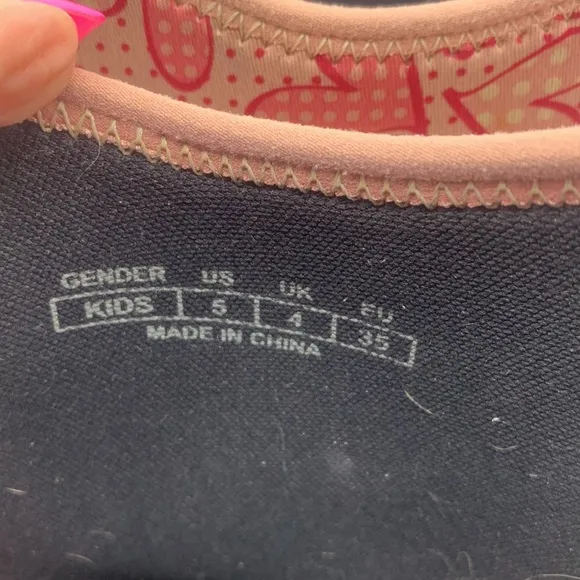 GENDER US UK EU
KIDS 5 4 35
MADE IN CHINA